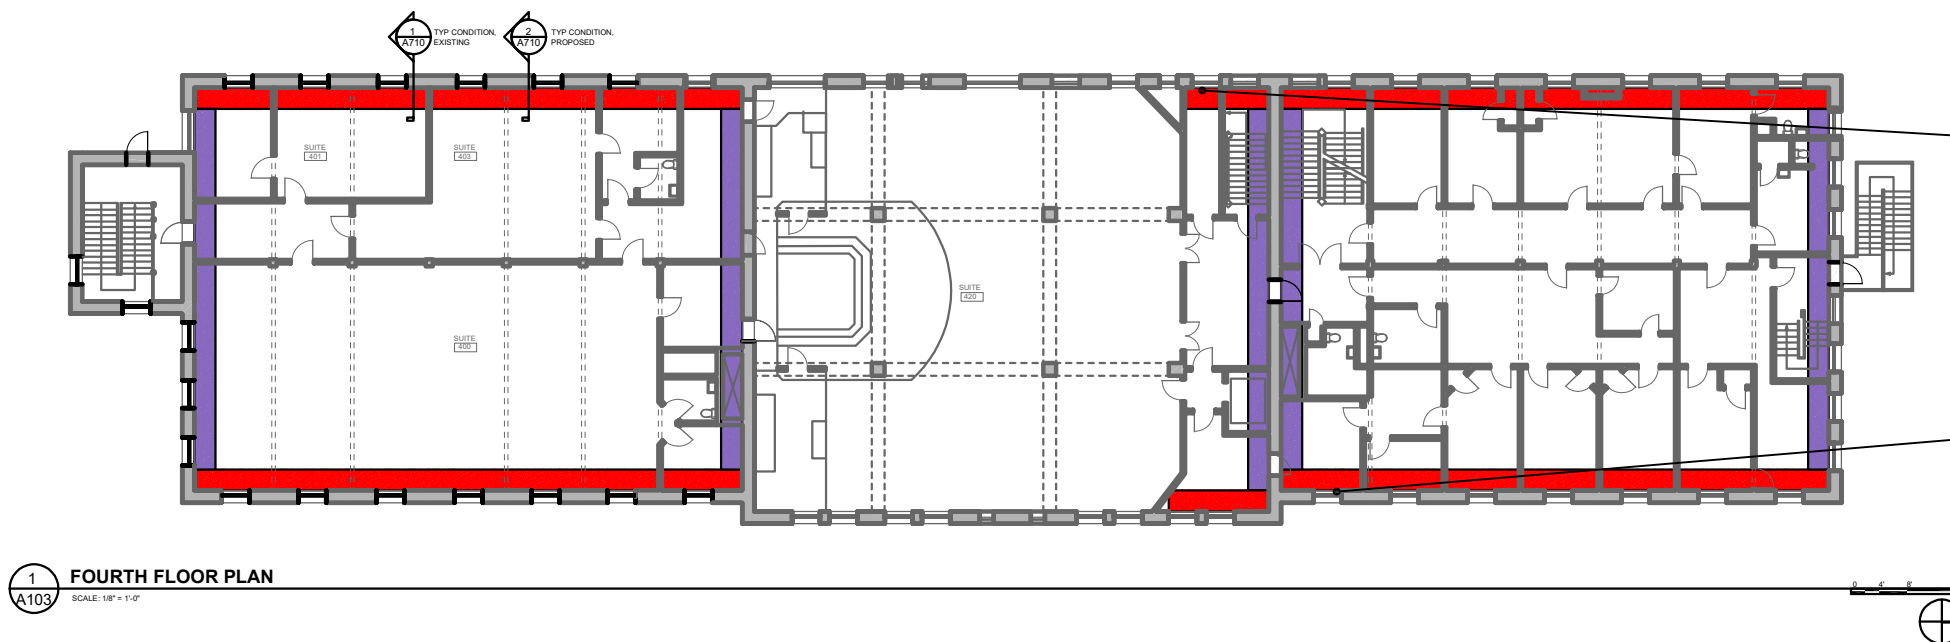 1
A710
TYP CONDITION,
EXISTING
2
A710
TYP CONDITION,
PROPOSED
SUITE
401
SUITE
403
SUITE
420
SUITE
400
1
A103
FOURTH FLOOR PLAN
SCALE: 1/8" = 1'-0"
0 4' 8'